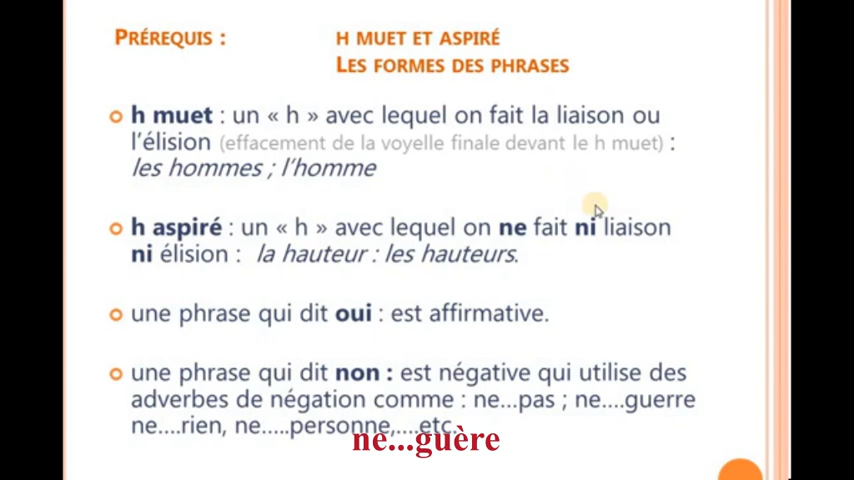 PRÉREQUIS : H MUET ET ASPIRÉ
LES FORMES DES PHRASES
h muet : un « h » avec lequel on fait la liaison ou
l'élision (effacement de la voyelle finale devant le h muet) :
les hommes ; l'homme
h aspiré : un « h » avec lequel on ne fait ni liaison
ni élision : la hauteur : les hauteurs.
une phrase qui dit oui : est affirmative.
une phrase qui dit non : est négative qui utilise des
adverbes de négation comme : ne...pas ; ne....guerre
ne....rien, ne.....personne,....etc.
ne...guère